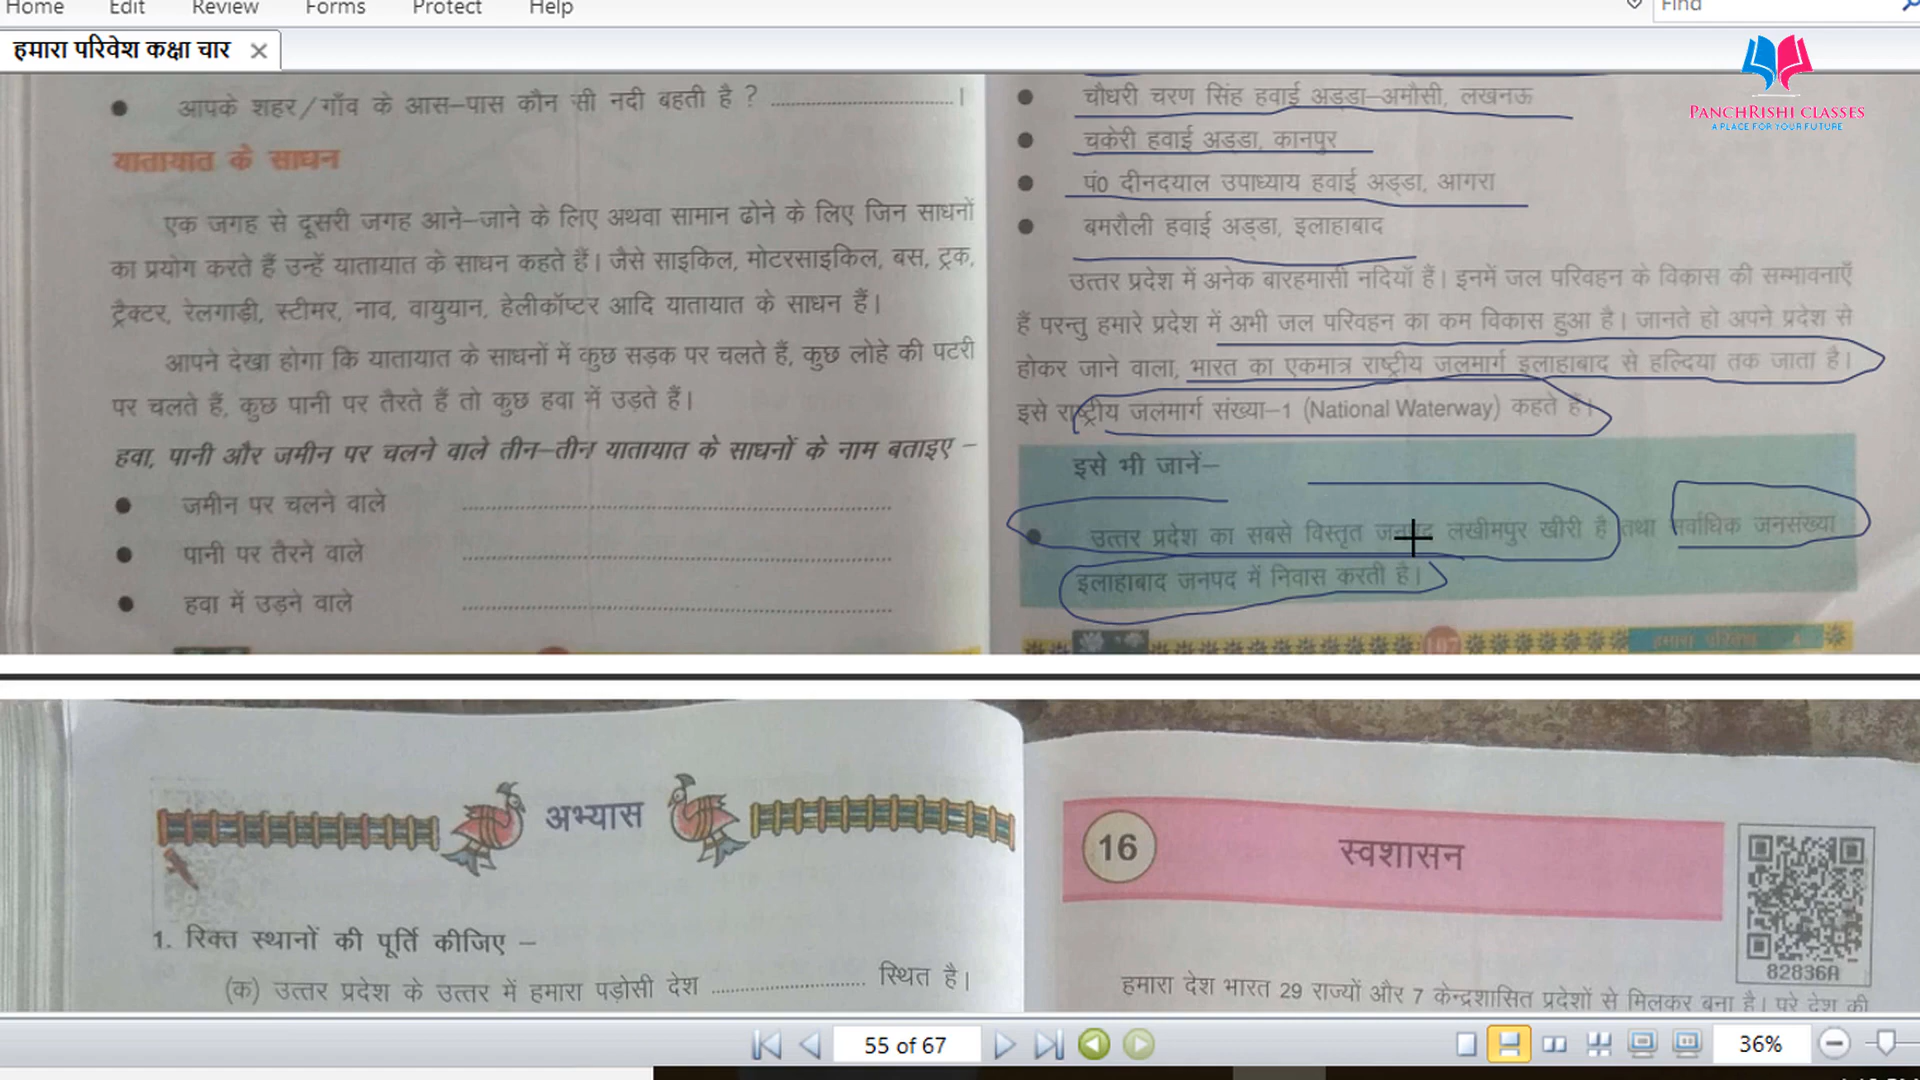 Home Edit Review Forms Protect Help
Find
हमारा परिवेश कक्षा चार
PANCHRISHI CLASSES
A PLACE FOR YOUR FUTURE
आपके शहर/गाँव के आस-पास कौन सी नदी बहती है ? ........................।
यातायात के साधन
एक जगह से दूसरी जगह आने-जाने के लिए अथवा सामान ढोने के लिए जिन साधनों
का प्रयोग करते हैं उन्हें यातायात के साधन कहते हैं। जैसे साइकिल, मोटरसाइकिल, बस, ट्रक,
ट्रैक्टर, रेलगाड़ी, स्टीमर, नाव, वायुयान, हेलीकॉप्टर आदि यातायात के साधन हैं।
आपने देखा होगा कि यातायात के साधनों में कुछ सड़क पर चलते हैं, कुछ लोहे की पटरी
पर चलते हैं, कुछ पानी पर तैरते हैं तो कुछ हवा में उड़ते हैं।
हवा, पानी और जमीन पर चलने वाले तीन-तीन यातायात के साधनों के नाम बताइए -
जमीन पर चलने वाले ........................
पानी पर तैरने वाले ........................
हवा में उड़ने वाले ........................
चौधरी चरण सिंह हवाई अड्डा-अमौसी, लखनऊ
चकेरी हवाई अड्डा, कानपुर
पं0 दीनदयाल उपाध्याय हवाई अड्डा, आगरा
बमरौली हवाई अड्डा, इलाहाबाद
उत्तर प्रदेश में अनेक बारहमासी नदियाँ हैं। इनमें जल परिवहन के विकास की सम्भावनाएँ
हैं परन्तु हमारे प्रदेश में अभी जल परिवहन का कम विकास हुआ है। जानते हो अपने प्रदेश से
होकर जाने वाला, भारत का एकमात्र राष्ट्रीय जलमार्ग इलाहाबाद से हल्दिया तक जाता है।
इसे राष्ट्रीय जलमार्ग संख्या-1 (National Waterway) कहते हैं।
इसे भी जानें-
उत्तर प्रदेश का सबसे विस्तृत जनपद लखीमपुर खीरी है तथा सर्वाधिक जनसंख्या
इलाहाबाद जनपद में निवास करती है।
107 हमारा परिवेश 4
अभ्यास
1. रिक्त स्थानों की पूर्ति कीजिए -
(क) उत्तर प्रदेश के उत्तर में हमारा पड़ोसी देश ........................ स्थित है।
16 स्वशासन
82836A
हमारा देश भारत 29 राज्यों और 7 केन्द्रशासित प्रदेशों से मिलकर बना है। पूरे देश की
55 of 67
36%